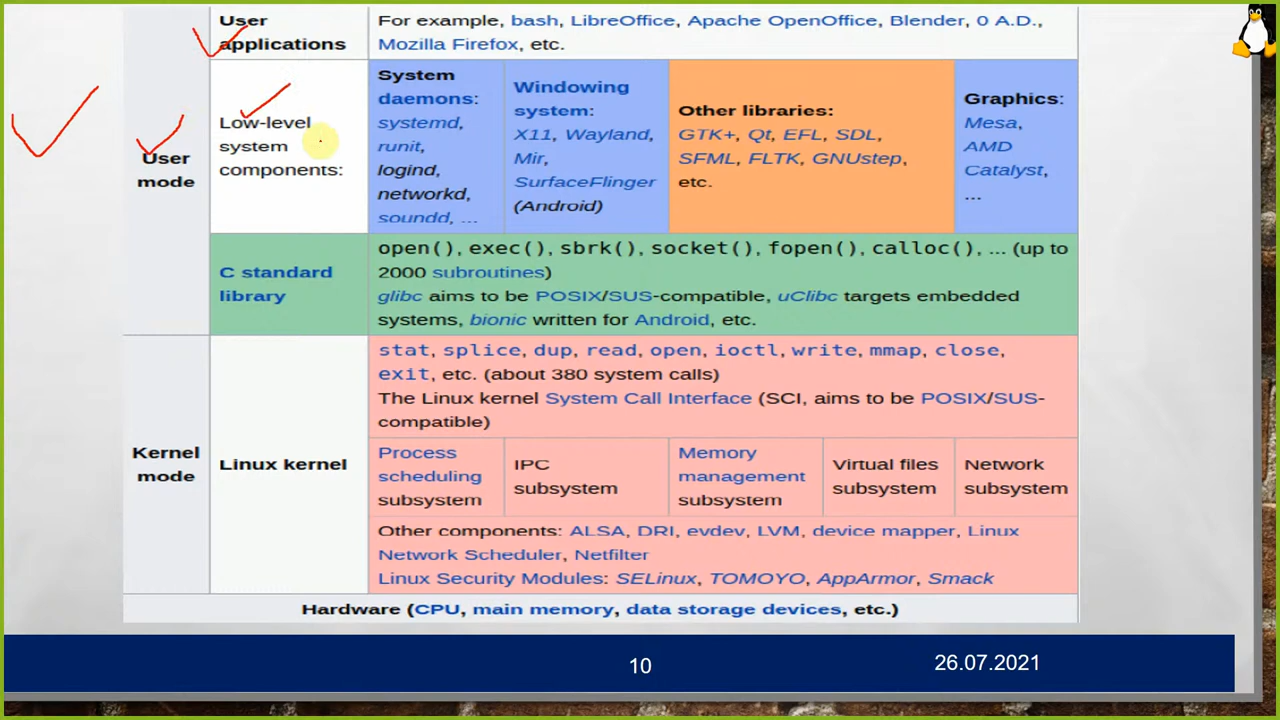 User
applications
For example, bash, LibreOffice, Apache OpenOffice, Blender, 0 A.D.,
Mozilla Firefox, etc.
User
mode
Low-level
system
components:
System
daemons:
systemd,
runit,
logind,
networkd,
soundd, ...
Windowing
system:
X11, Wayland,
Mir,
SurfaceFlinger
(Android)
Other libraries:
GTK+, Qt, EFL, SDL,
SFML, FLTK, GNUstep,
etc.
Graphics:
Mesa,
AMD
Catalyst,
...
C standard
library
open(), exec(), sbrk(), socket(), fopen(), calloc(), ... (up to
2000 subroutines)
glibc aims to be POSIX/SUS-compatible, uClibc targets embedded
systems, bionic written for Android, etc.
Kernel
mode
Linux kernel
stat, splice, dup, read, open, ioctl, write, mmap, close,
exit, etc. (about 380 system calls)
The Linux kernel System Call Interface (SCI, aims to be POSIX/SUS-
compatible)
Process
scheduling
subsystem
IPC
subsystem
Memory
management
subsystem
Virtual files
subsystem
Network
subsystem
Other components: ALSA, DRI, evdev, LVM, device mapper, Linux
Network Scheduler, Netfilter
Linux Security Modules: SELinux, TOMOYO, AppArmor, Smack
Hardware (CPU, main memory, data storage devices, etc.)
10
26.07.2021